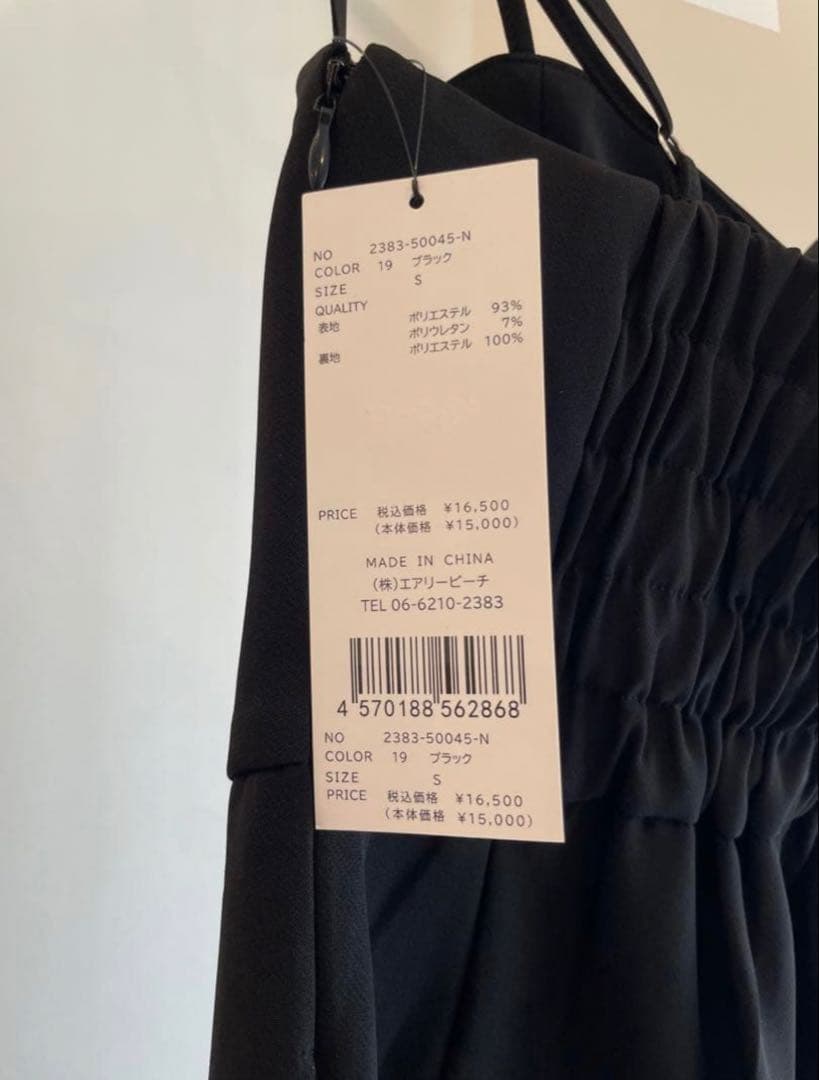 NO 2383-50045-N
COLOR 19 ブラック
SIZE S
QUALITY
表地 ポリエステル 93%
ポリウレタン 7%
裏地 ポリエステル 100%
PRICE 税込価格 ¥16,500
(本体価格 ¥15,000)
MADE IN CHINA
(株)エアリーピーチ
TEL 06-6210-2383
4 570188 562868
NO 2383-50045-N
COLOR 19 ブラック
SIZE S
PRICE 税込価格 ¥16,500
(本体価格 ¥15,000)